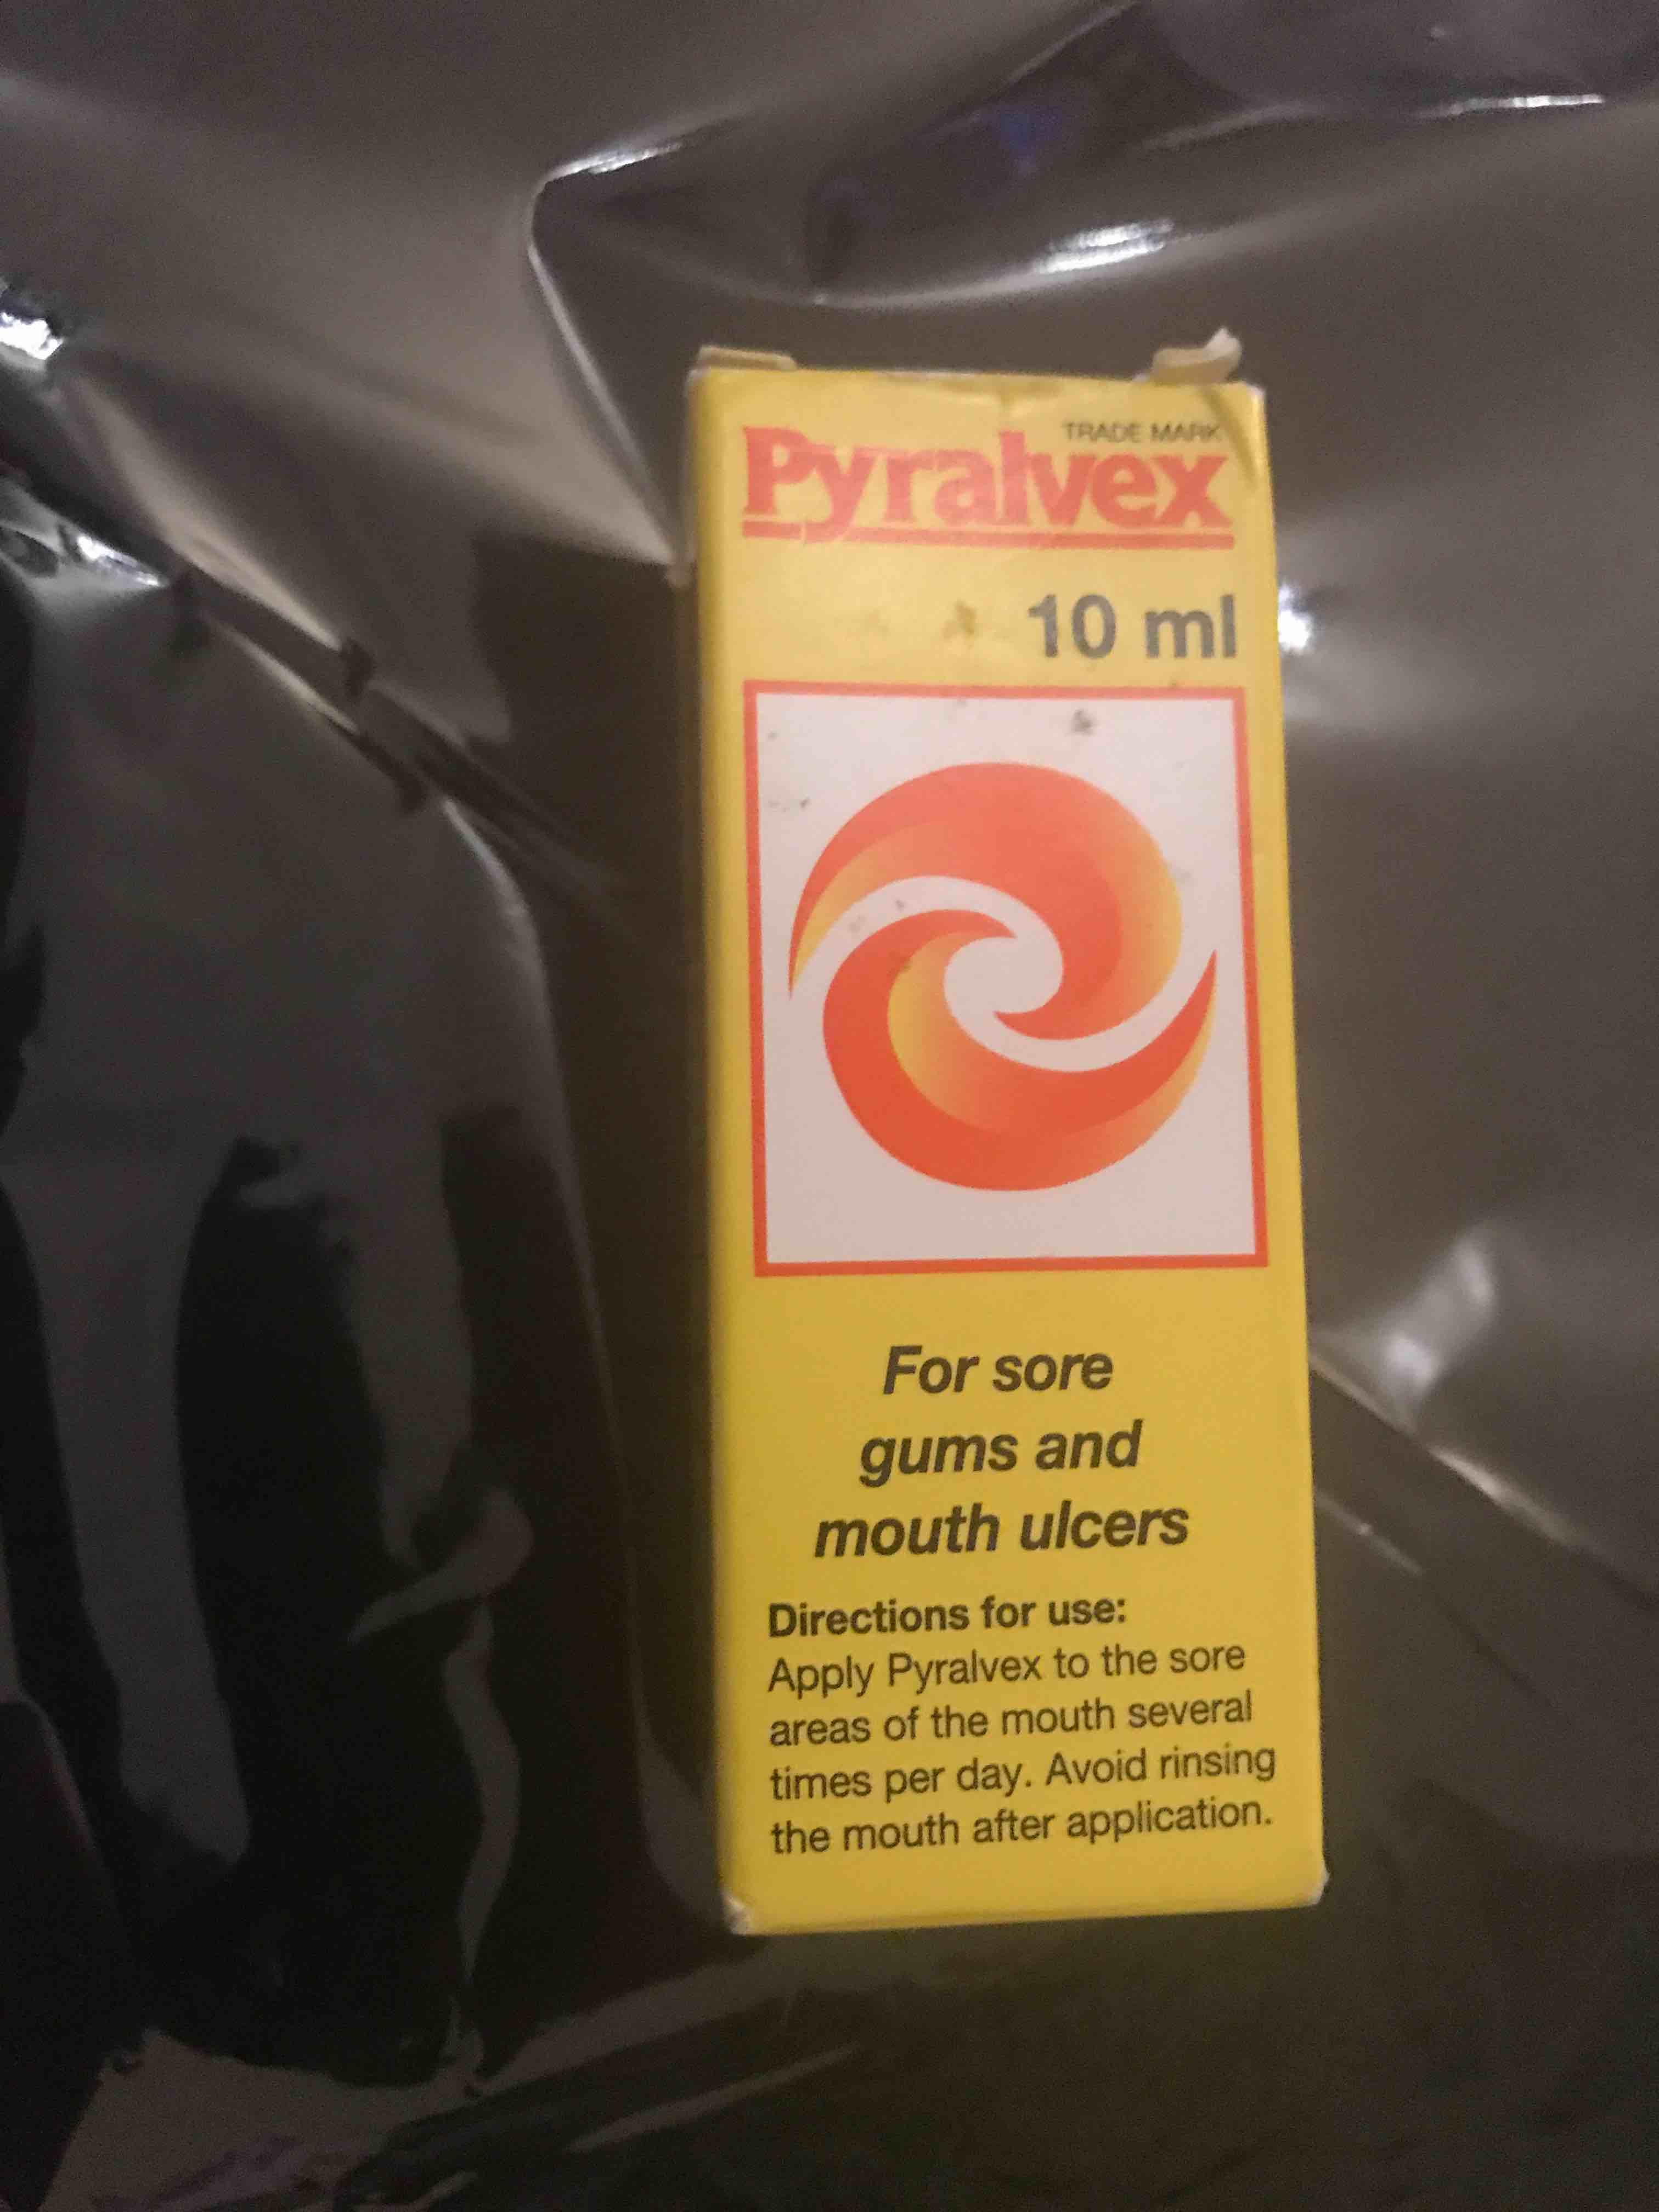 TRADE MARK
Pyralvex
10 ml
For sore
gums and
mouth ulcers
Directions for use:
Apply Pyralvex to the sore
areas of the mouth several
times per day. Avoid rinsing
the mouth after application.